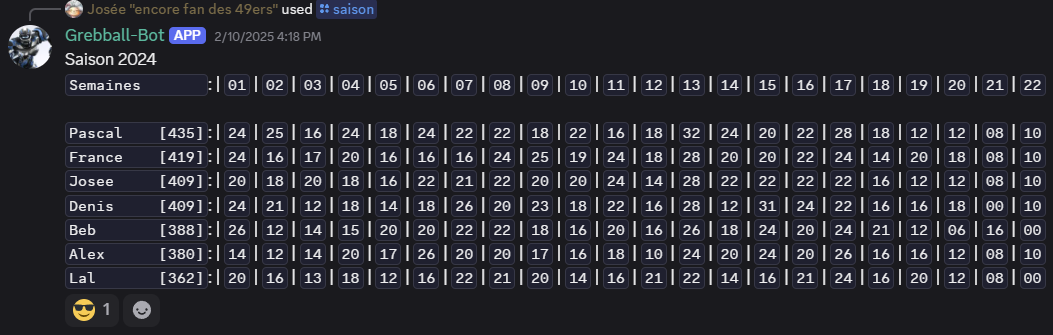 Josée "encore fan des 49ers" used saison
Grebball-Bot APP 2/10/2025 4:18 PM
Saison 2024
Semaines :| 01 | 02 | 03 | 04 | 05 | 06 | 07 | 08 | 09 | 10 | 11 | 12 | 13 | 14 | 15 | 16 | 17 | 18 | 19 | 20 | 21 | 22
Pascal [435]:| 24 | 25 | 16 | 24 | 18 | 24 | 22 | 22 | 18 | 22 | 16 | 18 | 32 | 24 | 20 | 22 | 28 | 18 | 12 | 12 | 08 | 10
France [419]:| 24 | 16 | 17 | 20 | 16 | 16 | 16 | 24 | 25 | 19 | 24 | 18 | 28 | 20 | 20 | 22 | 24 | 14 | 20 | 18 | 08 | 10
Josee [409]:| 20 | 18 | 20 | 18 | 16 | 22 | 21 | 22 | 20 | 20 | 24 | 14 | 28 | 22 | 22 | 22 | 22 | 16 | 12 | 12 | 08 | 10
Denis [409]:| 24 | 21 | 12 | 18 | 14 | 18 | 26 | 20 | 23 | 18 | 22 | 16 | 28 | 12 | 31 | 24 | 22 | 16 | 16 | 18 | 00 | 10
Beb [388]:| 26 | 12 | 14 | 15 | 20 | 20 | 22 | 22 | 18 | 16 | 20 | 16 | 26 | 18 | 24 | 20 | 24 | 21 | 12 | 06 | 16 | 00
Alex [380]:| 14 | 12 | 14 | 20 | 17 | 26 | 20 | 20 | 17 | 16 | 18 | 10 | 24 | 20 | 24 | 20 | 26 | 16 | 16 | 12 | 08 | 10
Lal [362]:| 20 | 16 | 13 | 18 | 12 | 16 | 22 | 21 | 20 | 14 | 16 | 21 | 22 | 14 | 16 | 21 | 24 | 16 | 20 | 12 | 08 | 00
1